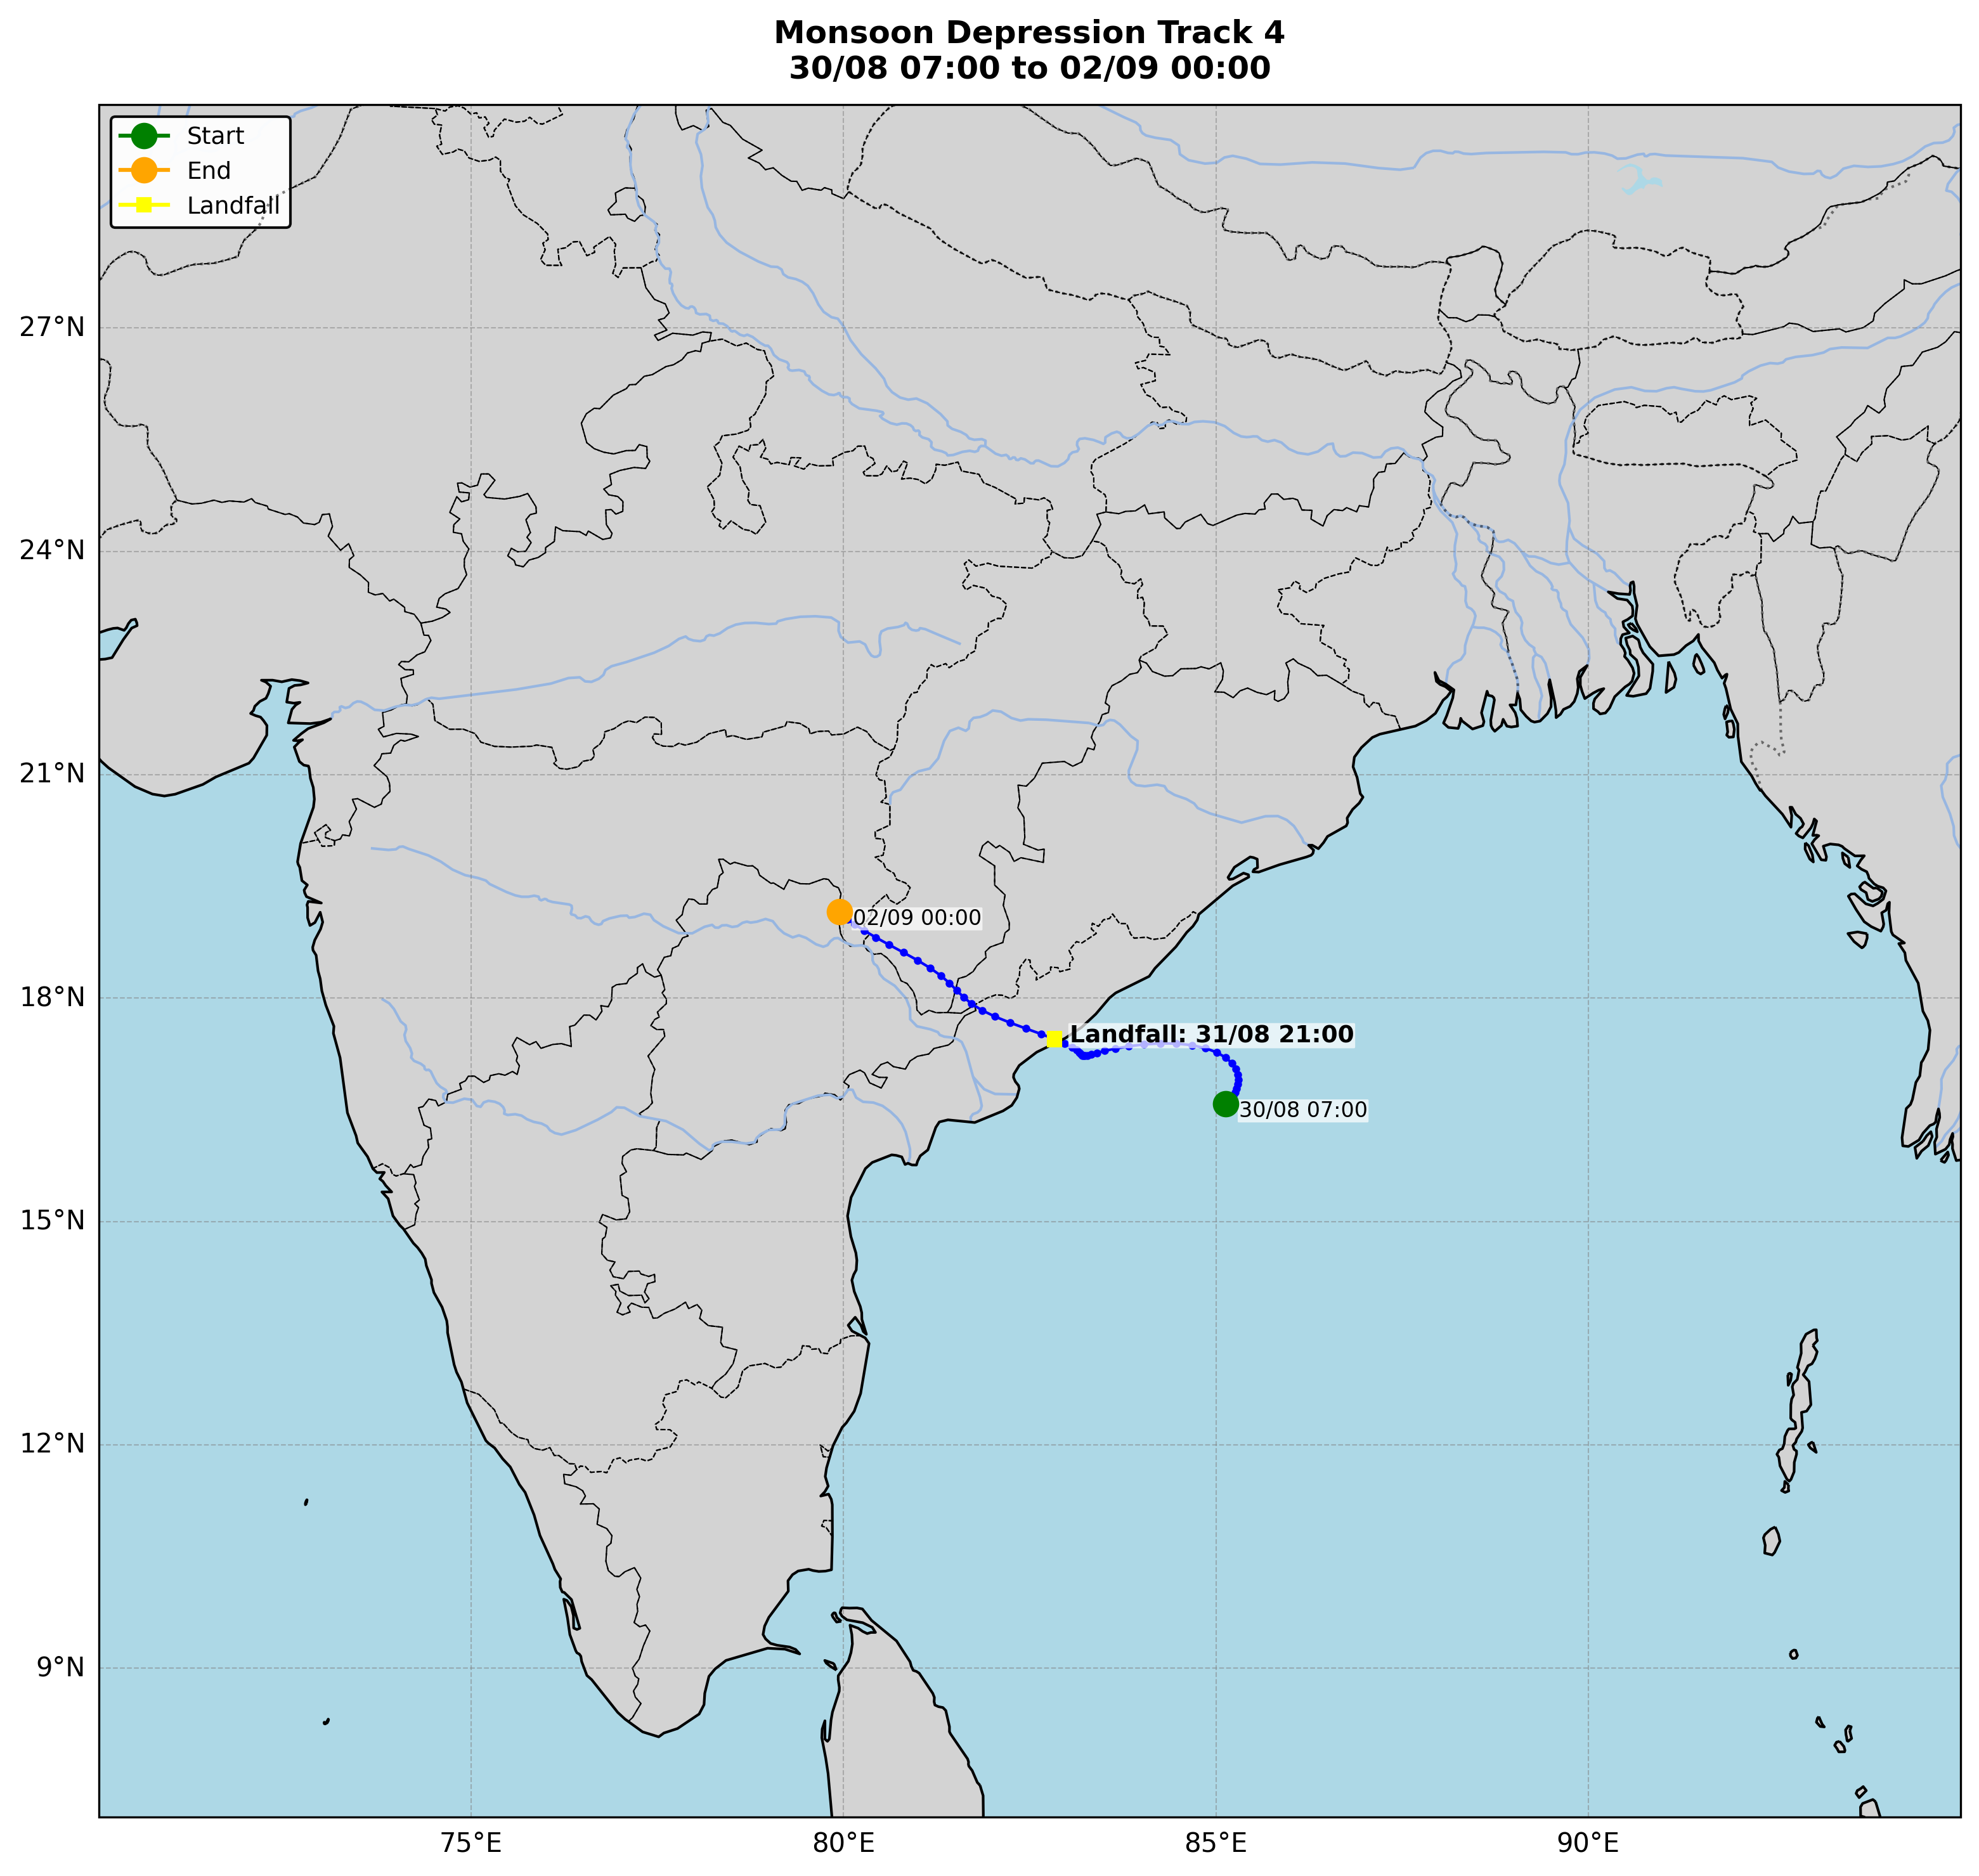 Monsoon Depression Track 4
30/08 07:00 to 02/09 00:00
Start
End
Landfall
27°N
24°N
21°N
18°N
15°N
12°N
9°N
02/09 00:00
Landfall: 31/08 21:00
30/08 07:00
75°E
80°E
85°E
90°E